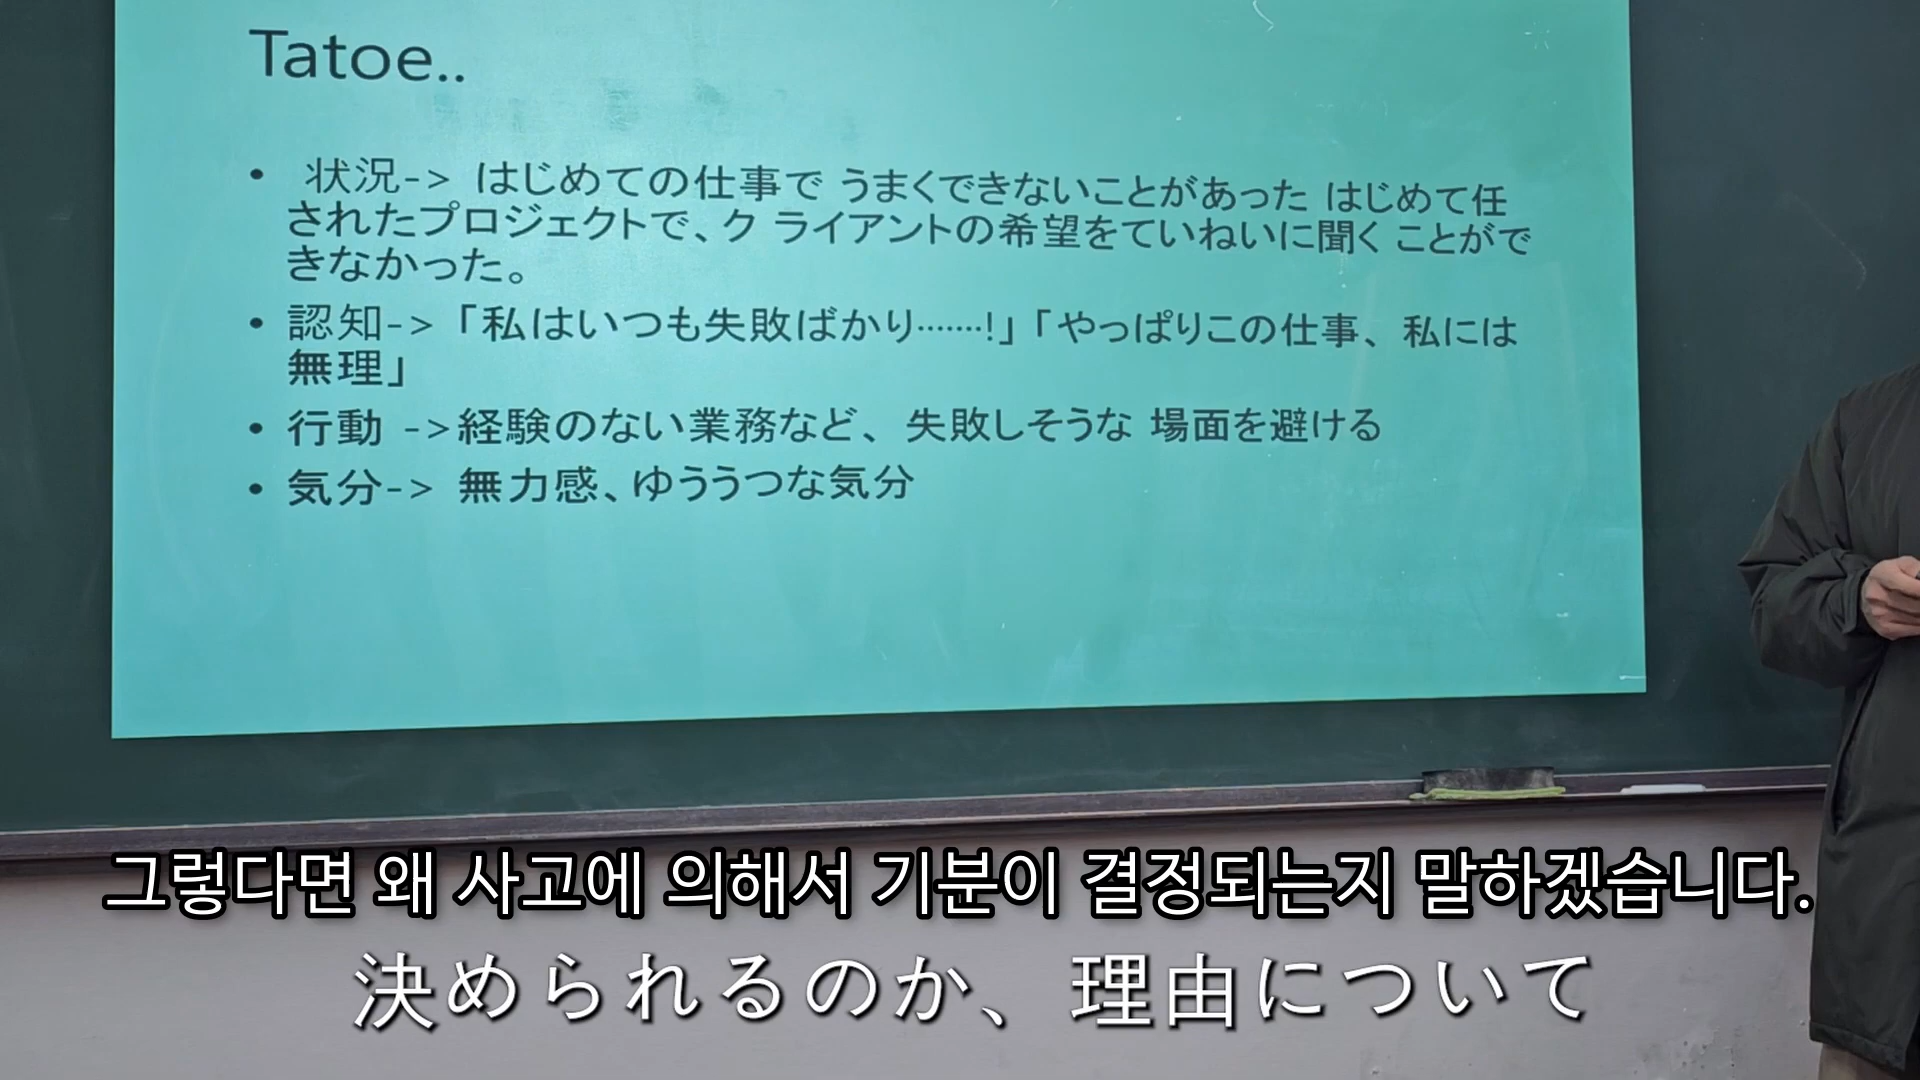 Tatoe..
• 状況-> はじめての仕事で うまくできないことがあった はじめて任
されたプロジェクトで、ク ライアントの希望をていねいに聞く ことがで
きなかった。
• 認知->「私はいつも失敗ばかり.......!」「やっぱりこの仕事、私には
無理」
• 行動 ->経験のない業務など、失敗しそうな 場面を避ける
• 気分-> 無力感、ゆううつな気分
그렇다면 왜 사고에 의해서 기분이 결정되는지 말하겠습니다.
決められるのか、理由について